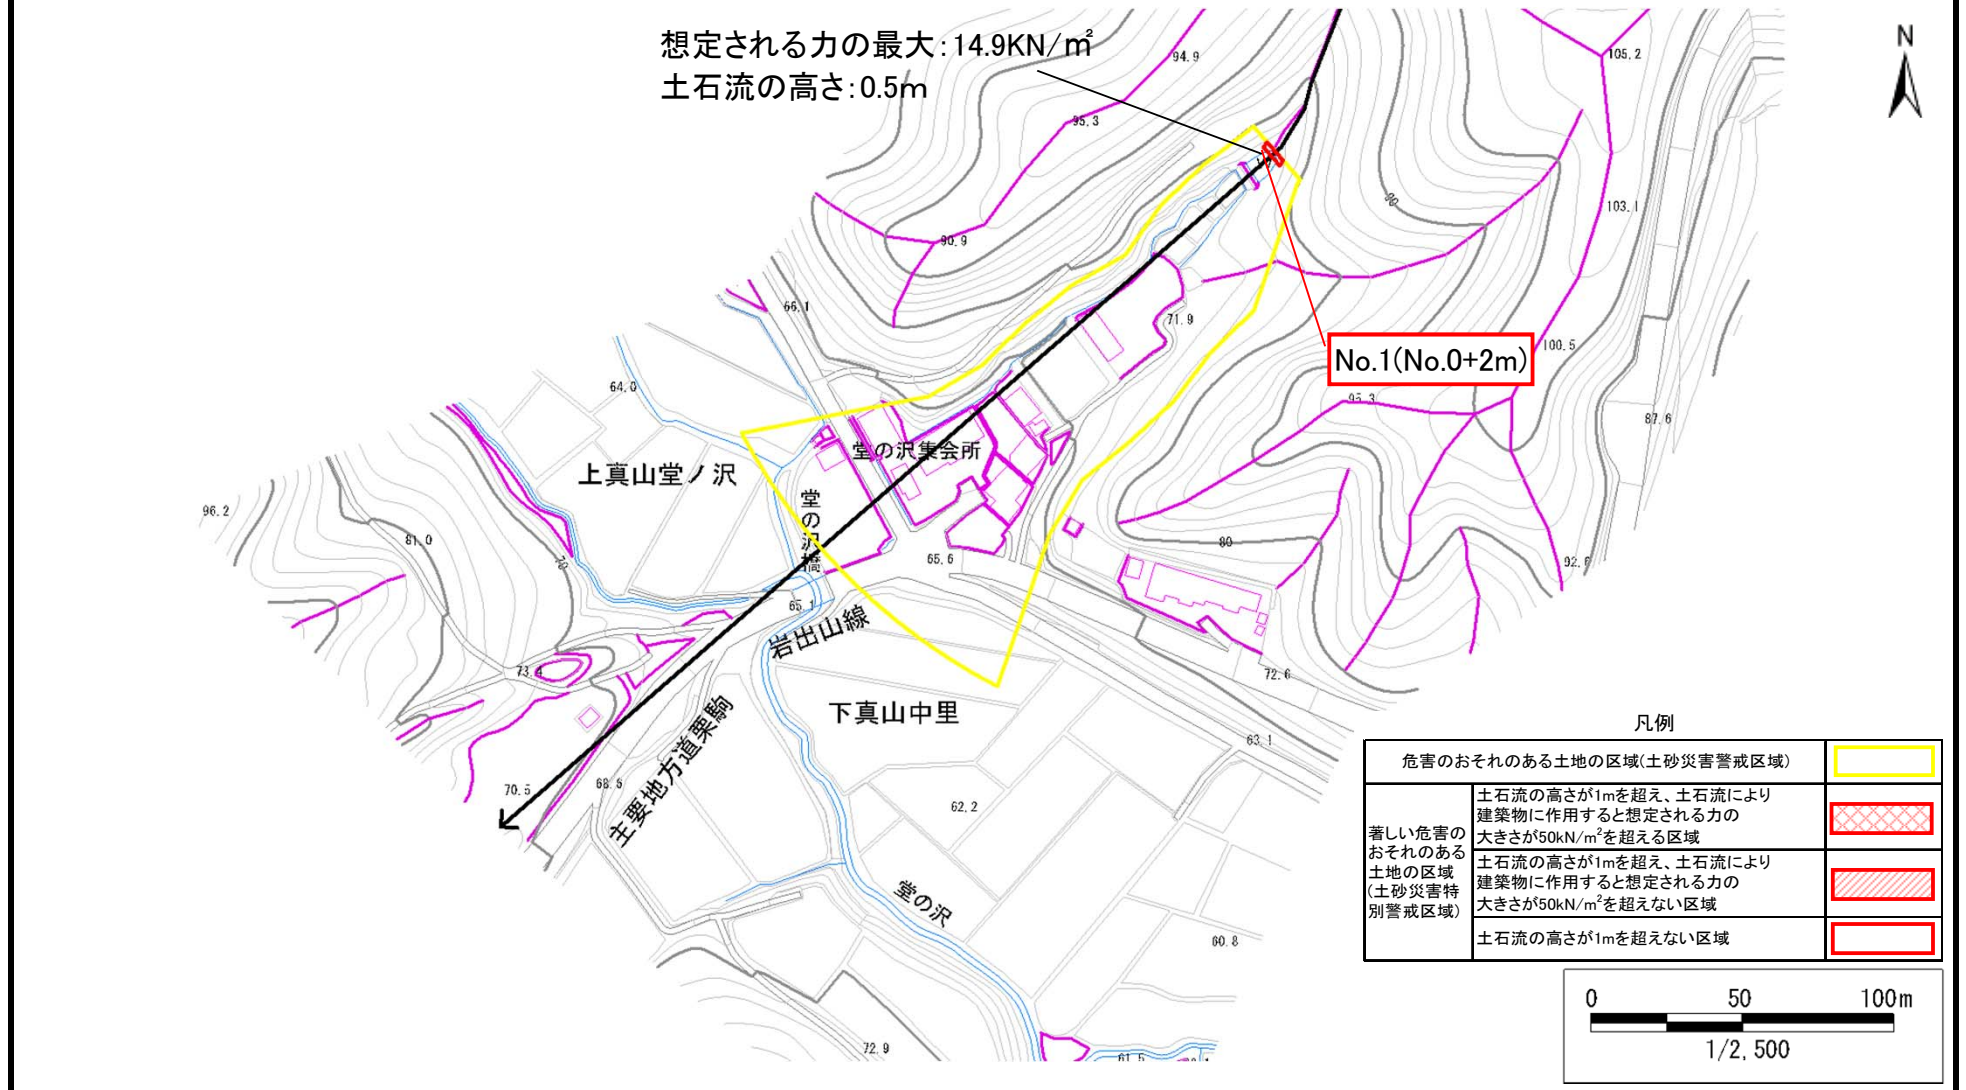 想定される力の最大:14.9KN/㎡
土石流の高さ:0.5m
N
94.9
105.2
95.3
90
103.1
90.9
66.1
71.9
100.5
No.1(No.0+2m)
64.0
95.3
87.6
堂の沢集会所
上真山堂ノ沢
堂の沢橋
96.2
81.0
70
80
65.6
92.6
65.1
岩出山線
73.4
72.6
下真山中里
主要地方道栗駒
63.1
70.5
68.5
62.2
堂の沢
60.8
72.9
61.5
凡例
危害のおそれのある土地の区域(土砂災害警戒区域)
著しい危害の
おそれのある
土地の区域
(土砂災害特
別警戒区域)
土石流の高さが1mを超え、土石流により
建築物に作用すると想定される力の
大きさが50kN/m²を超える区域
土石流の高さが1mを超え、土石流により
建築物に作用すると想定される力の
大きさが50kN/m²を超えない区域
土石流の高さが1mを超えない区域
0 50 100m
1/2,500